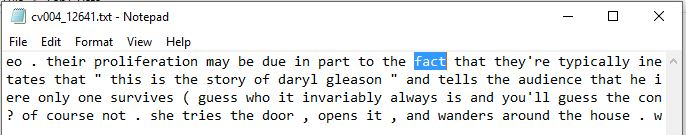 cv004_12641.txt - Notepad
File Edit Format View Help
eo . their proliferation may be due in part to the fact that they're typically ine
tates that " this is the story of daryl gleason " and tells the audience that he i
ere only one survives ( guess who it invariably always is and you'll guess the con
? of course not . she tries the door , opens it , and wanders around the house . w